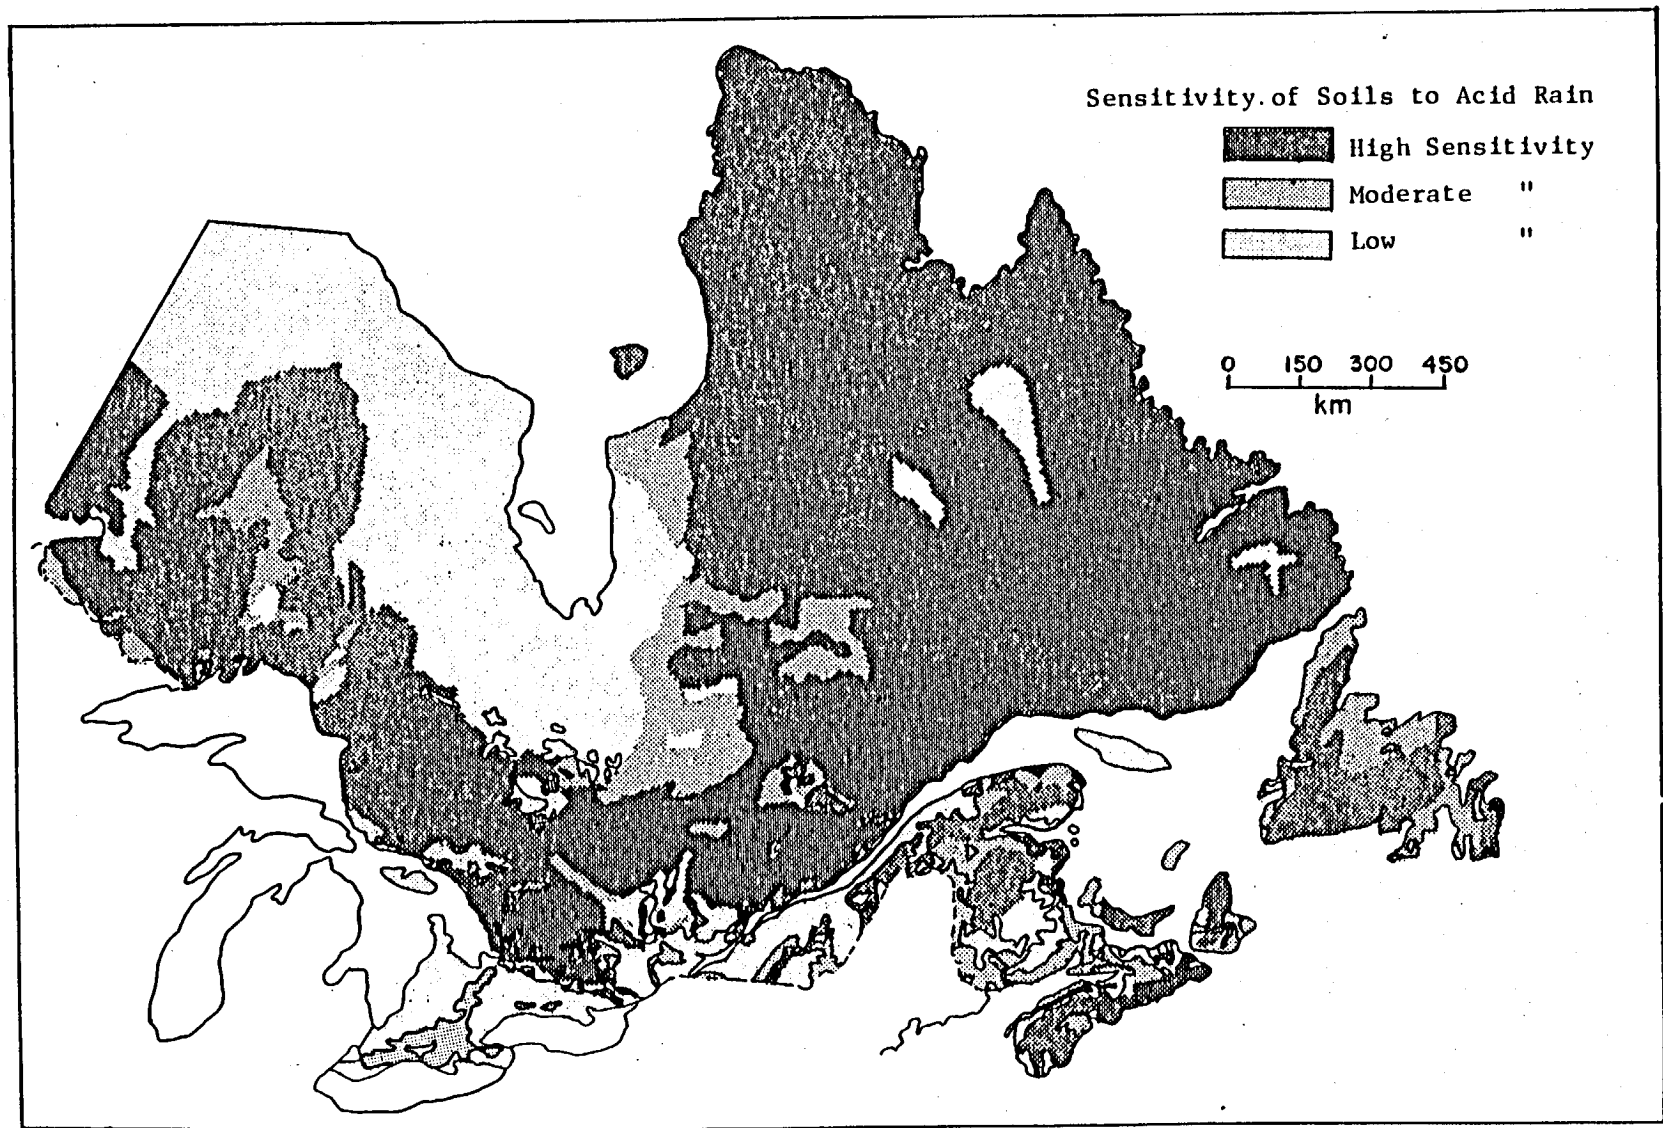 Sensitivity.of Soils to Acid Rain
High Sensitivity
Moderate "
Low "
0 150 300 450
km